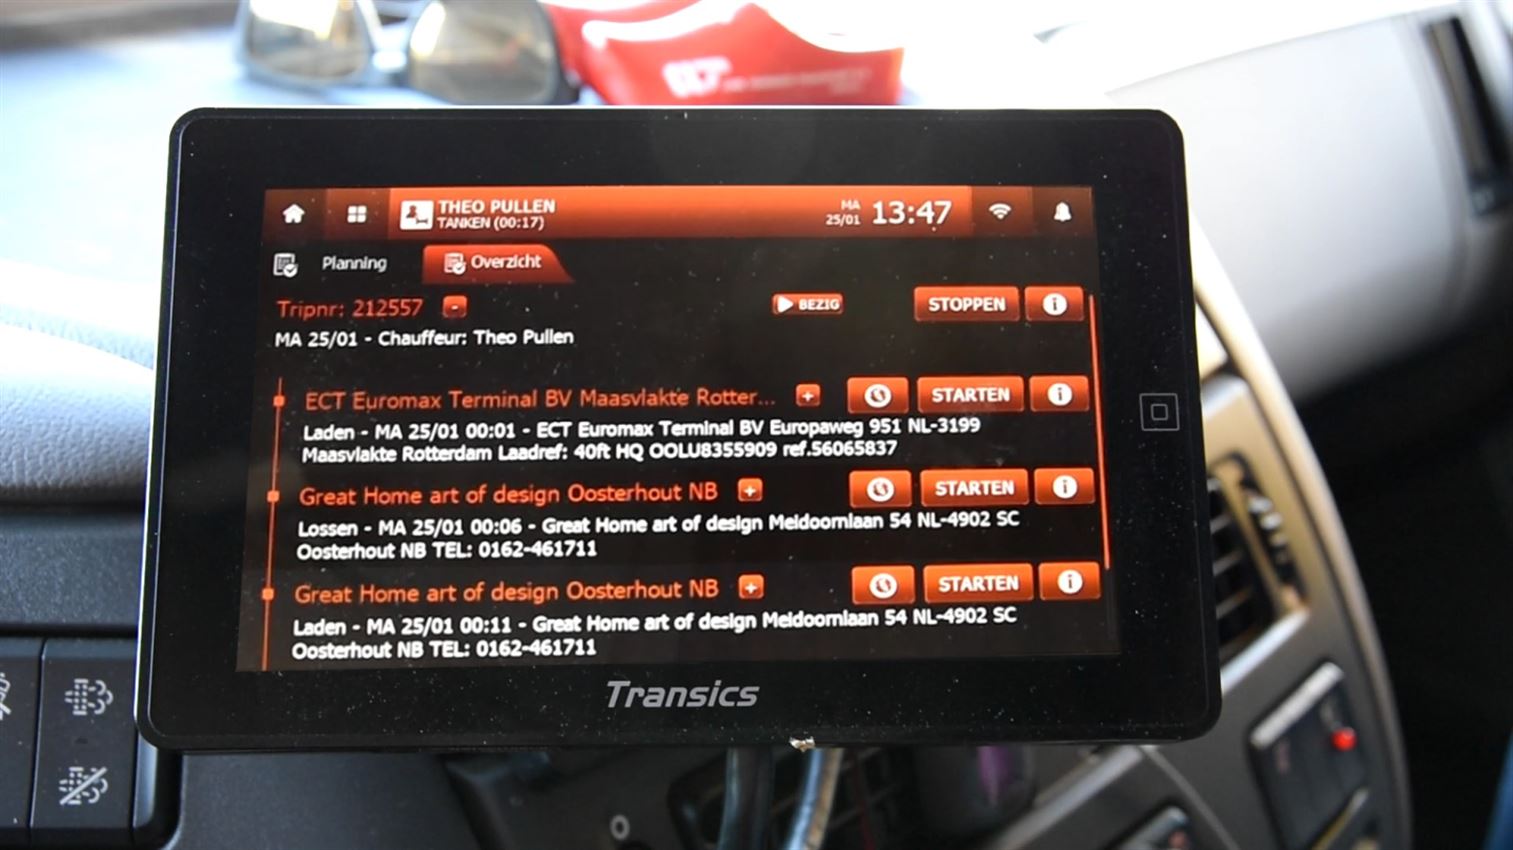 THEO PULLEN
TANKEN (00:17)
MA
25/01
13:47
Planning
Overzicht
Tripnr: 212557
BEZIG
STOPPEN
MA 25/01 - Chauffeur: Theo Pullen
ECT Euromax Terminal BV Maasvlakte Rotter...
STARTEN
Laden - MA 25/01 00:01 - ECT Euromax Terminal BV Europaweg 951 NL-3199
Maasvlakte Rotterdam Laadref: 40ft HQ OOLU8355909 ref.56065837
Great Home art of design Oosterhout NB
STARTEN
Lossen - MA 25/01 00:06 - Great Home art of design Meidoornlaan 54 NL-4902 SC
Oosterhout NB TEL: 0162-461711
Great Home art of design Oosterhout NB
STARTEN
Laden - MA 25/01 00:11 - Great Home art of design Meidoornlaan 54 NL-4902 SC
Oosterhout NB TEL: 0162-461711
Transics